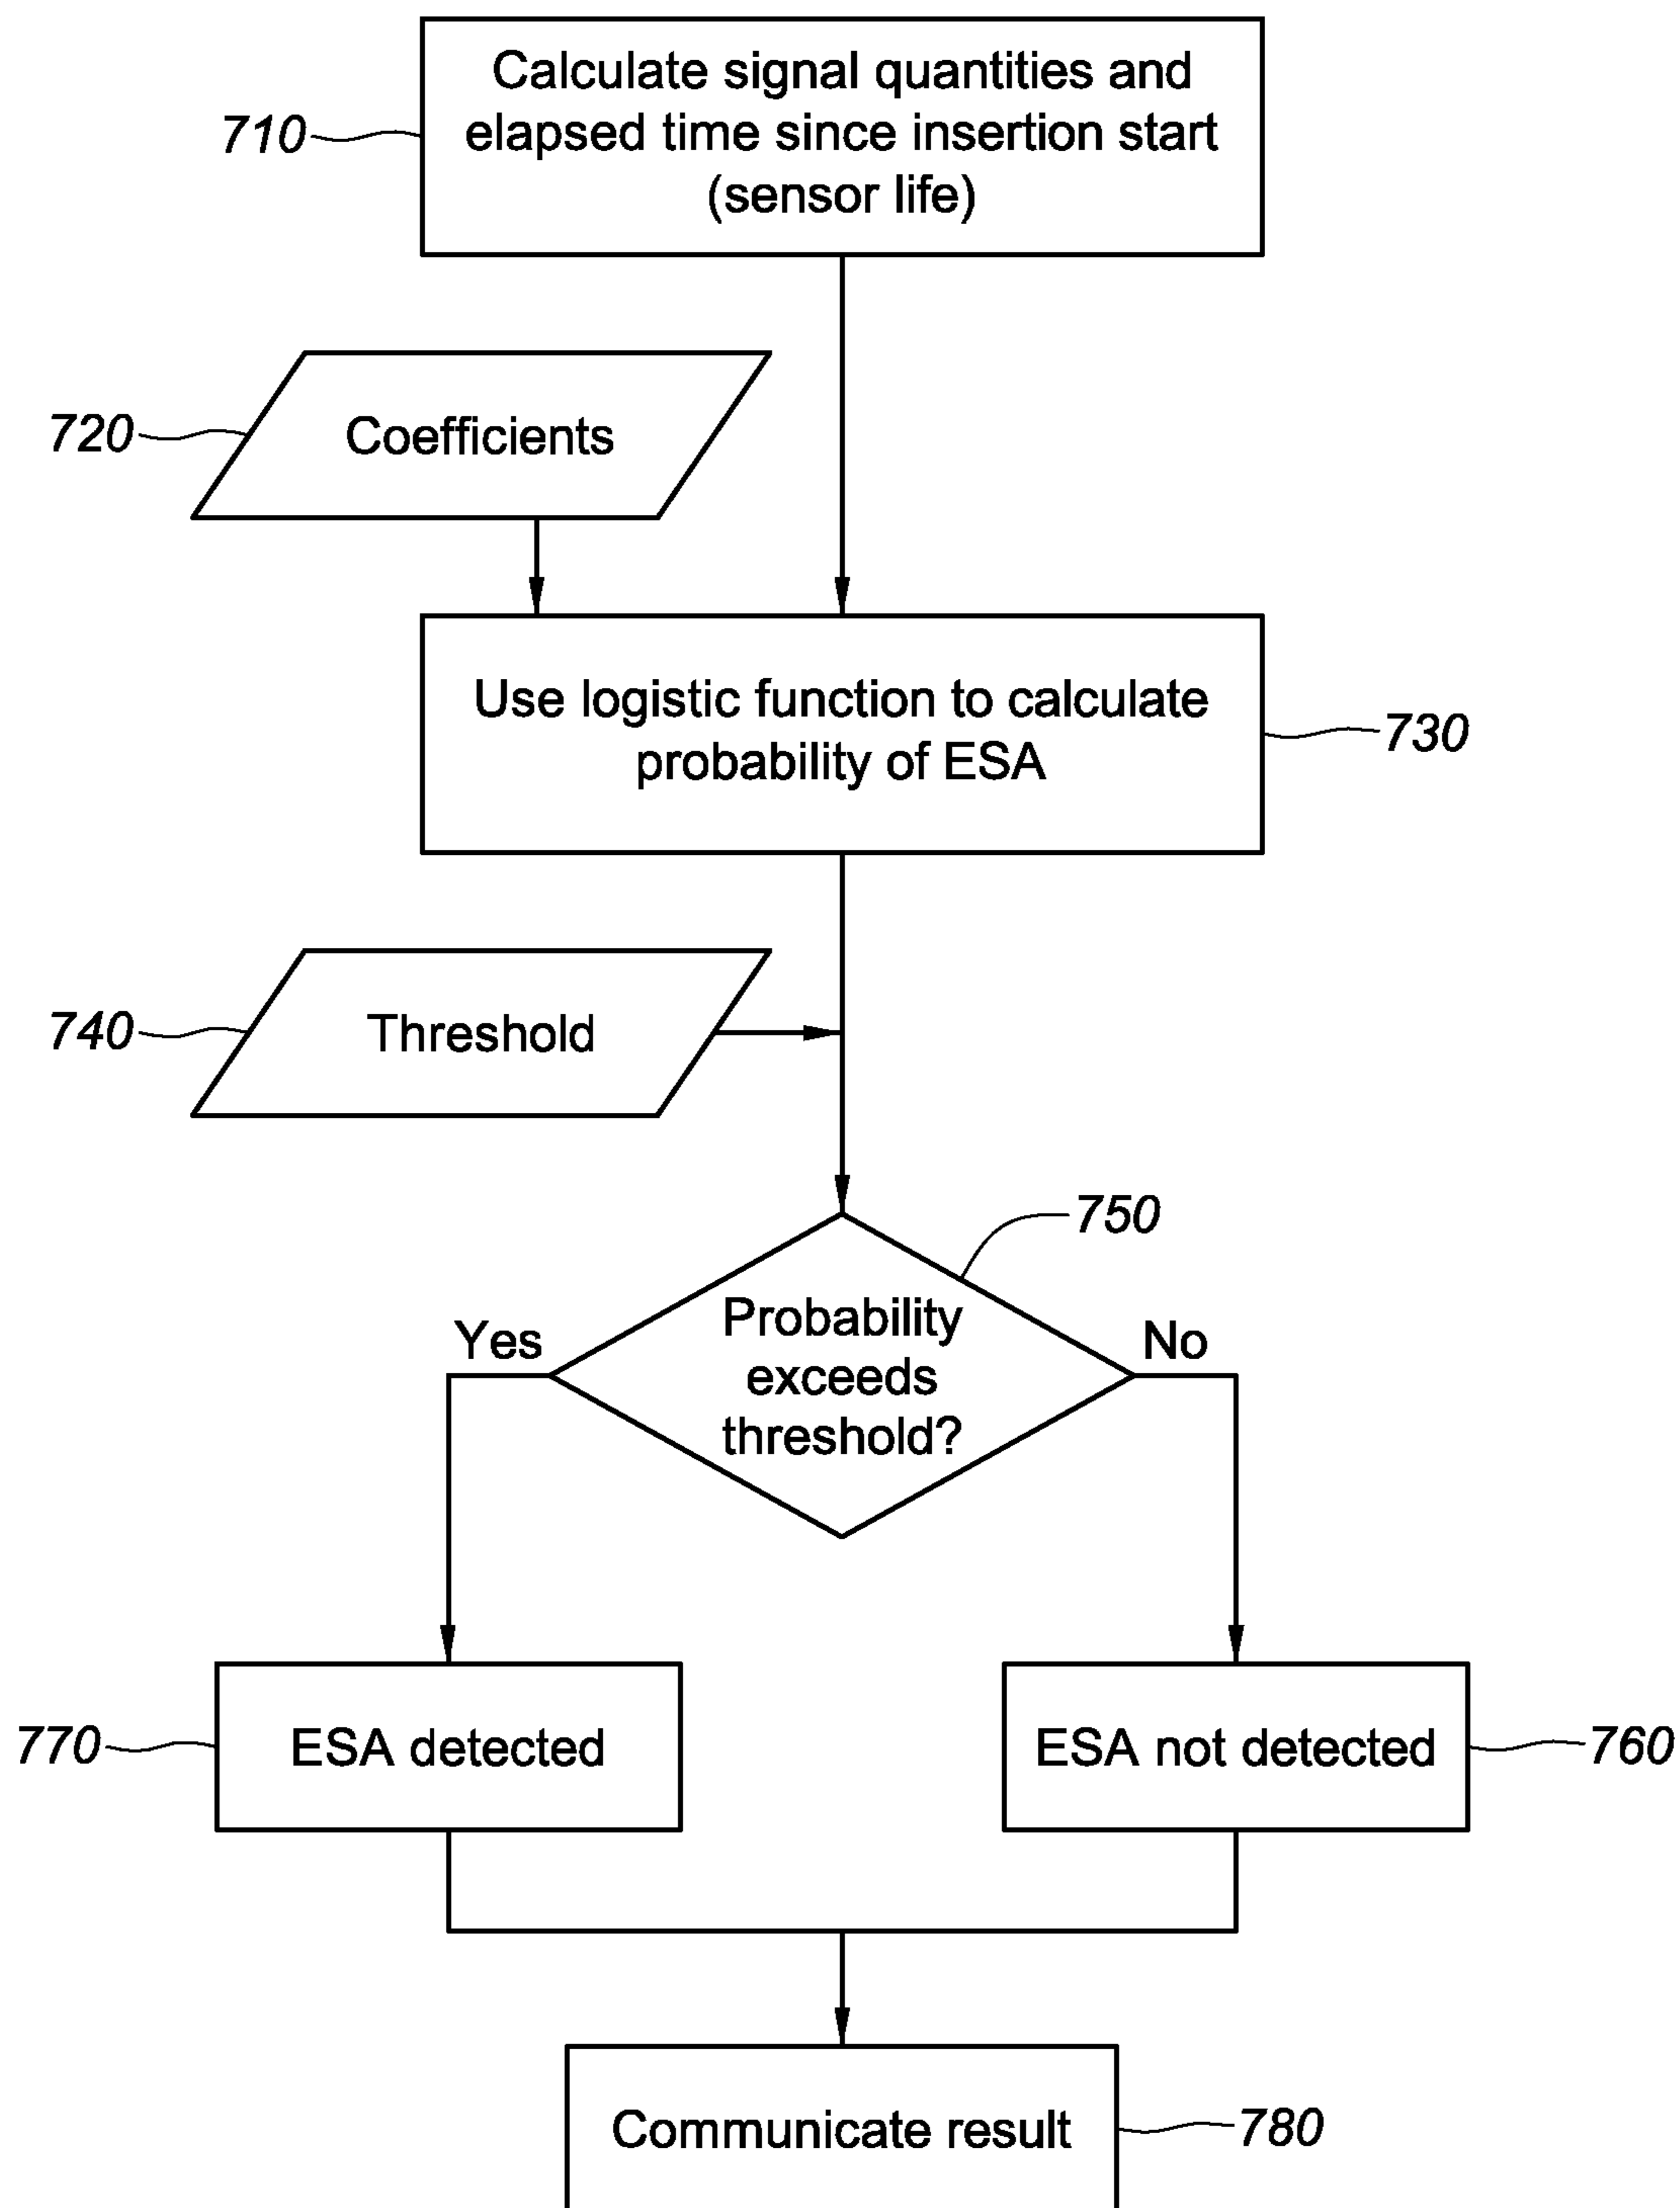 Calculate signal quantities and
elapsed time since insertion start
(sensor life)
710
720
Coefficients
Use logistic function to calculate
probability of ESA
730
740
Threshold
750
Yes
Probability
exceeds
threshold?
No
770
ESA detected
ESA not detected
760
Communicate result
780